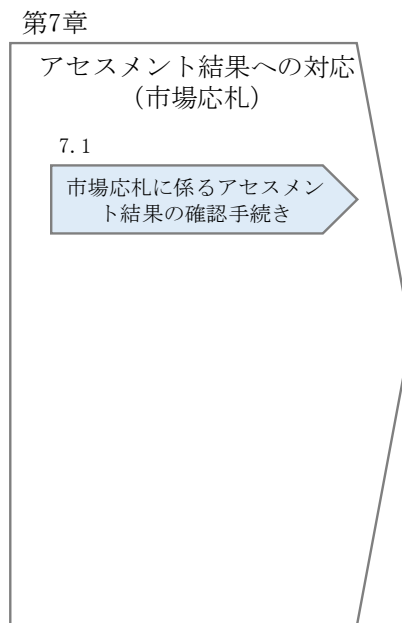 第7章
アセスメント結果への対応
（市場応札）
7.1
市場応札に係るアセスメン
ト結果の確認手続き